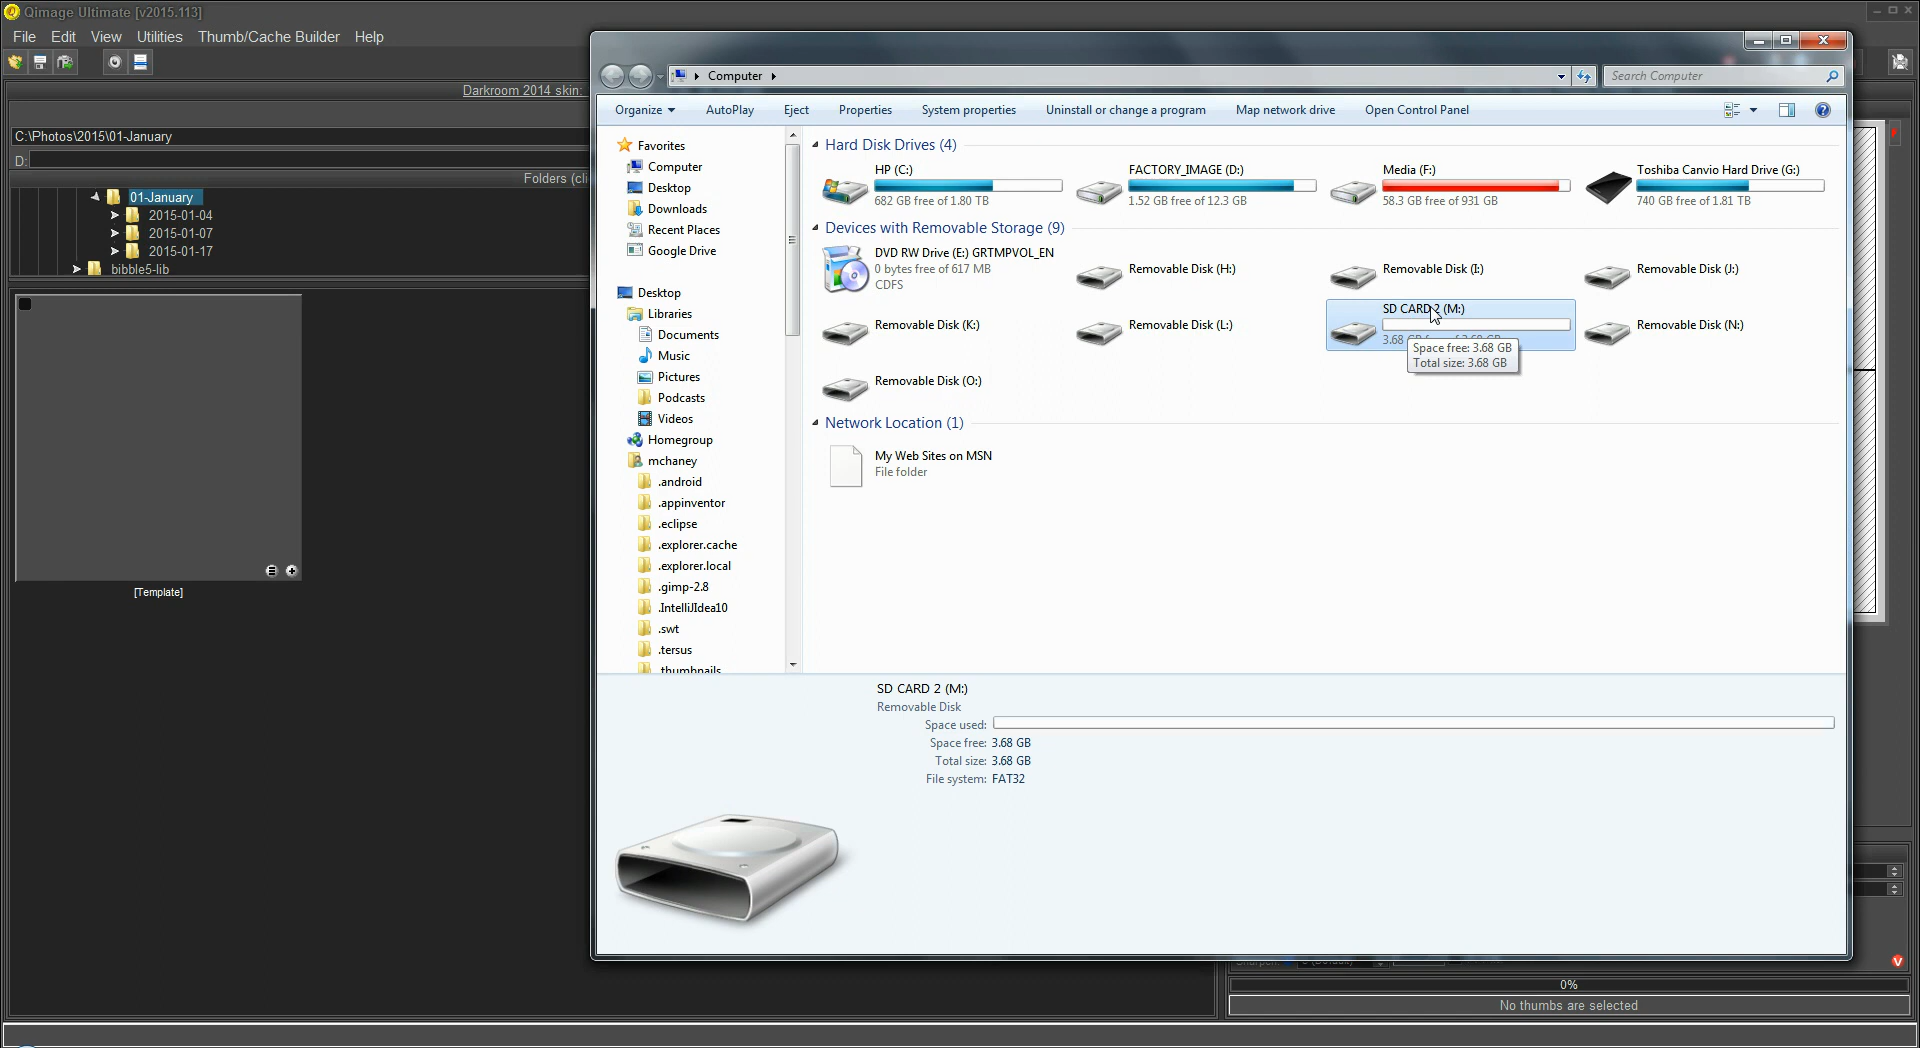 Qimage Ultimate [v2015.113]
File Edit View Utilities Thumb/Cache Builder Help
Darkroom 2014 skin:
C:\Photos\2015\01-January
D:
Folders (cli
01-January
2015-01-04
2015-01-07
2015-01-17
bibble5-lib
[Template]
Computer
Search Computer
Organize AutoPlay Eject Properties System properties Uninstall or change a program Map network drive Open Control Panel
Favorites
Computer
Desktop
Downloads
Recent Places
Google Drive
Desktop
Libraries
Documents
Music
Pictures
Podcasts
Videos
Homegroup
mchaney
.android
.appinventor
.eclipse
.explorer.cache
.explorer.local
.gimp-2.8
.IntelliJIdea10
.swt
.tersus
.thumbnails
Hard Disk Drives (4)
HP (C:)
682 GB free of 1.80 TB
FACTORY_IMAGE (D:)
1.52 GB free of 12.3 GB
Media (F:)
58.3 GB free of 931 GB
Toshiba Canvio Hard Drive (G:)
740 GB free of 1.81 TB
Devices with Removable Storage (9)
DVD RW Drive (E:) GRTMPVOL_EN
0 bytes free of 617 MB
CDFS
Removable Disk (H:)
Removable Disk (I:)
Removable Disk (J:)
Removable Disk (K:)
Removable Disk (L:)
SD CARD 2 (M:)
3.68
Space free: 3.68 GB
Total size: 3.68 GB
Removable Disk (N:)
Removable Disk (O:)
Network Location (1)
My Web Sites on MSN
File folder
SD CARD 2 (M:)
Removable Disk
Space used:
Space free: 3.68 GB
Total size: 3.68 GB
File system: FAT32
V
0%
No thumbs are selected